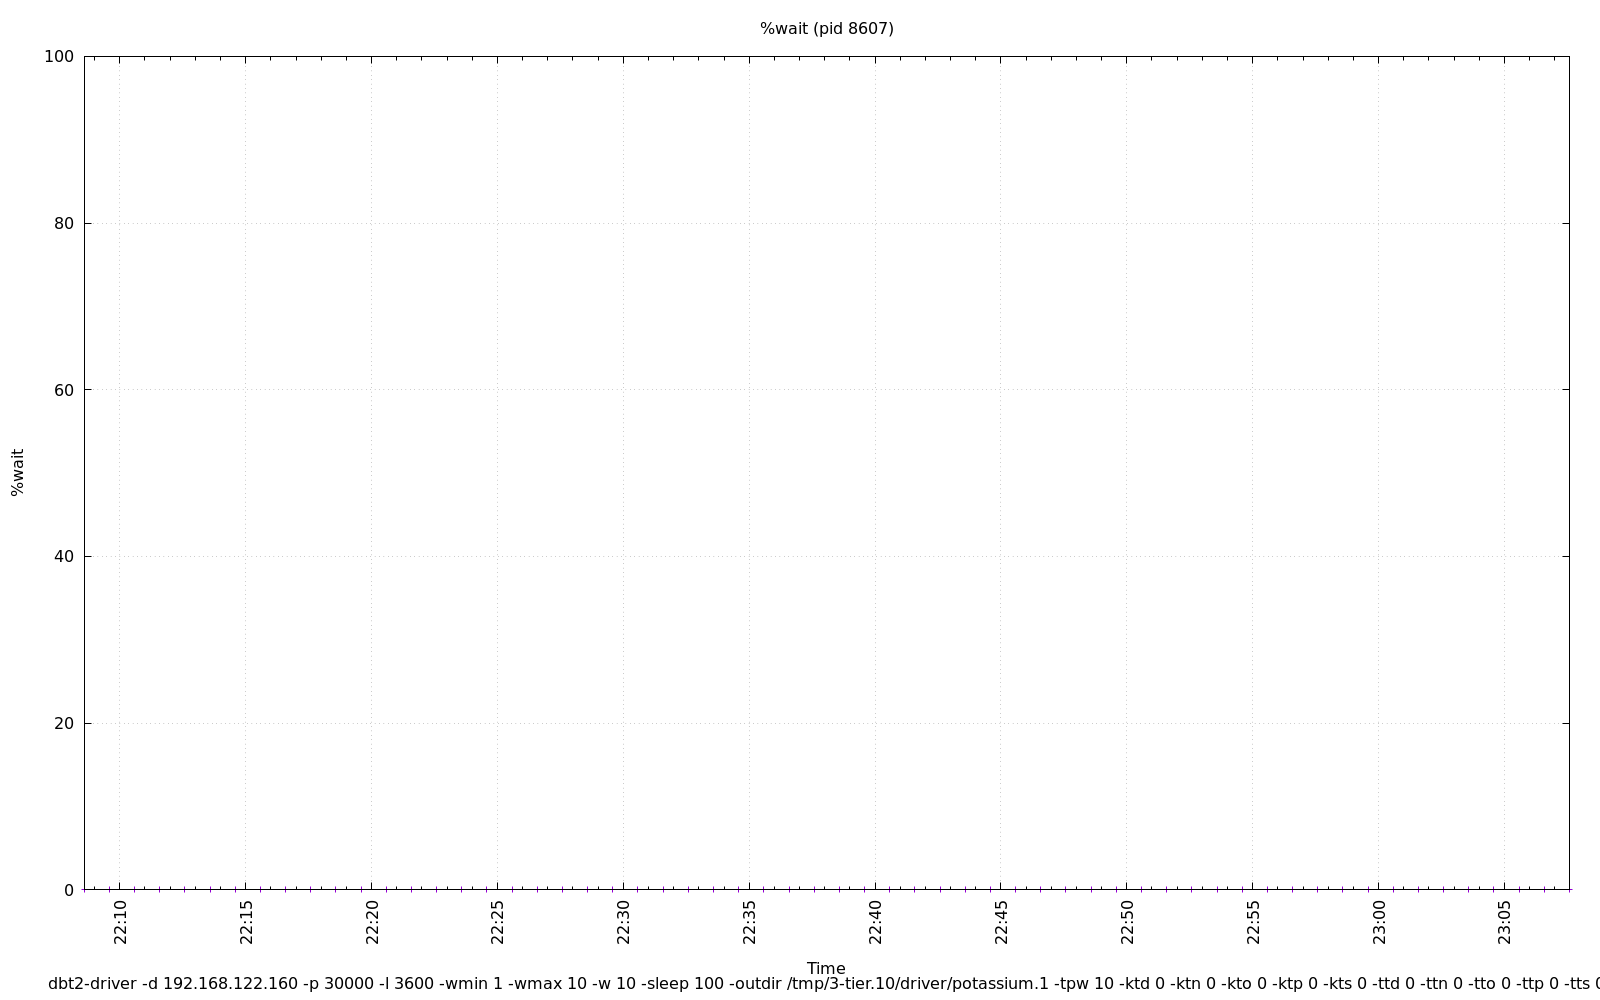 %wait (pid 8607)
100
80
60
40
20
0
%wait
22:10 22:15 22:20 22:25 22:30 22:35 22:40 22:45 22:50 22:55 23:00 23:05
Time
dbt2-driver -d 192.168.122.160 -p 30000 -l 3600 -wmin 1 -wmax 10 -w 10 -sleep 100 -outdir /tmp/3-tier.10/driver/potassium.1 -tpw 10 -ktd 0 -ktn 0 -kto 0 -ktp 0 -kts 0 -ttd 0 -ttn 0 -tto 0 -ttp 0 -tts 0